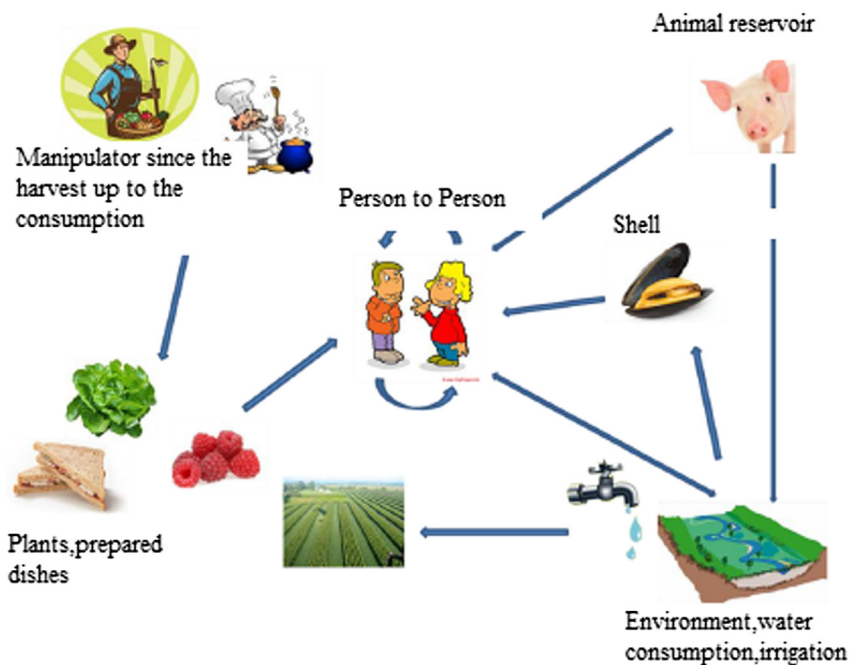 Animal reservoir
Manipulator since the
harvest up to the
consumption
Person to Person
Shell
Plants,prepared
dishes
Environment,water
consumption,irrigation